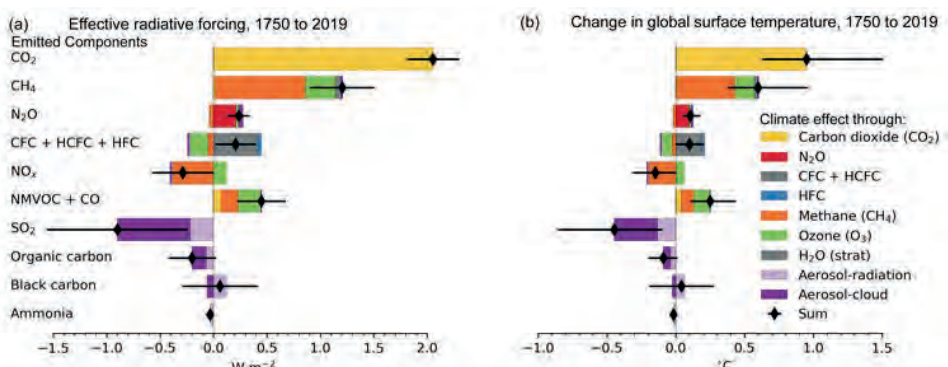 (a) Effective radiative forcing, 1750 to 2019
Emitted Components
CO₂
CH₄
N₂O
CFC + HCFC + HFC
NOₓ
NMVOC + CO
SO₂
Organic carbon
Black carbon
Ammonia
−1.5 −1.0 −0.5 0.0 0.5 1.0 1.5 2.0
W m⁻²
(b) Change in global surface temperature, 1750 to 2019
Climate effect through:
Carbon dioxide (CO₂)
N₂O
CFC + HCFC
HFC
Methane (CH₄)
Ozone (O₃)
H₂O (strat)
Aerosol-radiation
Aerosol-cloud
Sum
−1.0 −0.5 0.0 0.5 1.0 1.5
°C